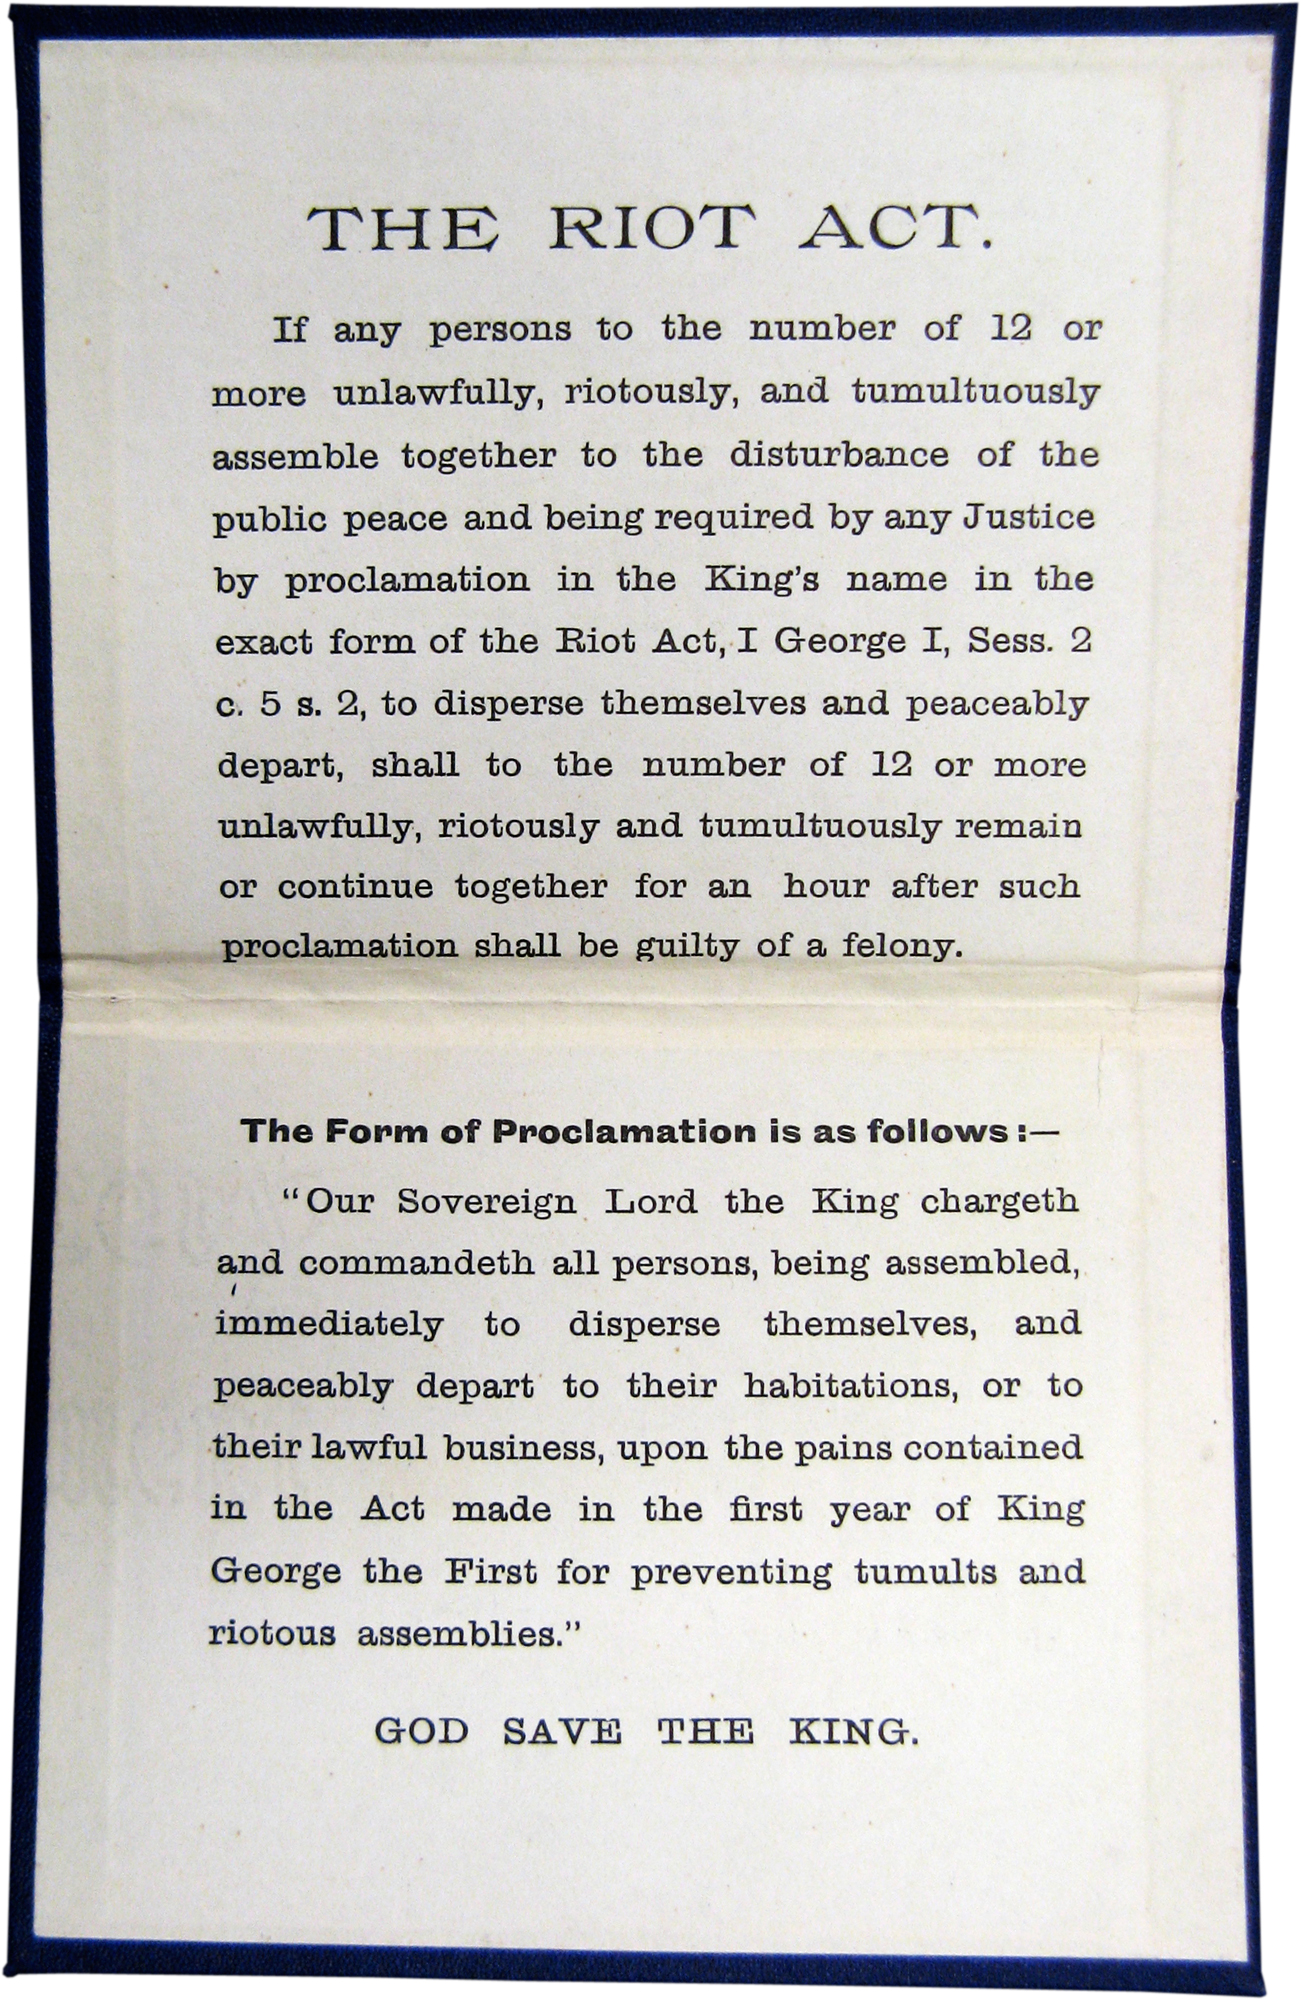 THE RIOT ACT.
If any persons to the number of 12 or
more unlawfully, riotously, and tumultuously
assemble together to the disturbance of the
public peace and being required by any Justice
by proclamation in the King's name in the
exact form of the Riot Act, I George I, Sess. 2
c. 5 s. 2, to disperse themselves and peaceably
depart, shall to the number of 12 or more
unlawfully, riotously and tumultuously remain
or continue together for an hour after such
proclamation shall be guilty of a felony.
The Form of Proclamation is as follows:—
“Our Sovereign Lord the King chargeth
and commandeth all persons, being assembled,
immediately to disperse themselves, and
peaceably depart to their habitations, or to
their lawful business, upon the pains contained
in the Act made in the first year of King
George the First for preventing tumults and
riotous assemblies.”
GOD SAVE THE KING.